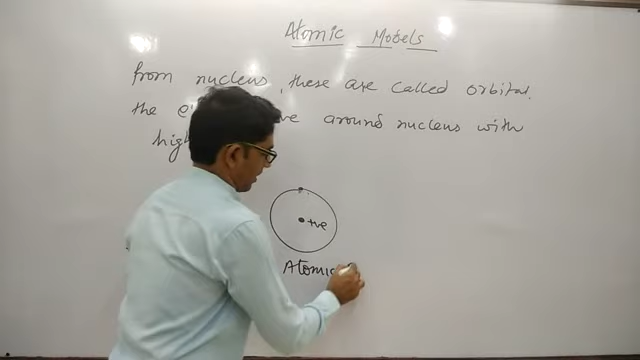 Atomic Models
from nucleus, these are called orbital.
the around nucleus with
high
+ve
Atomic